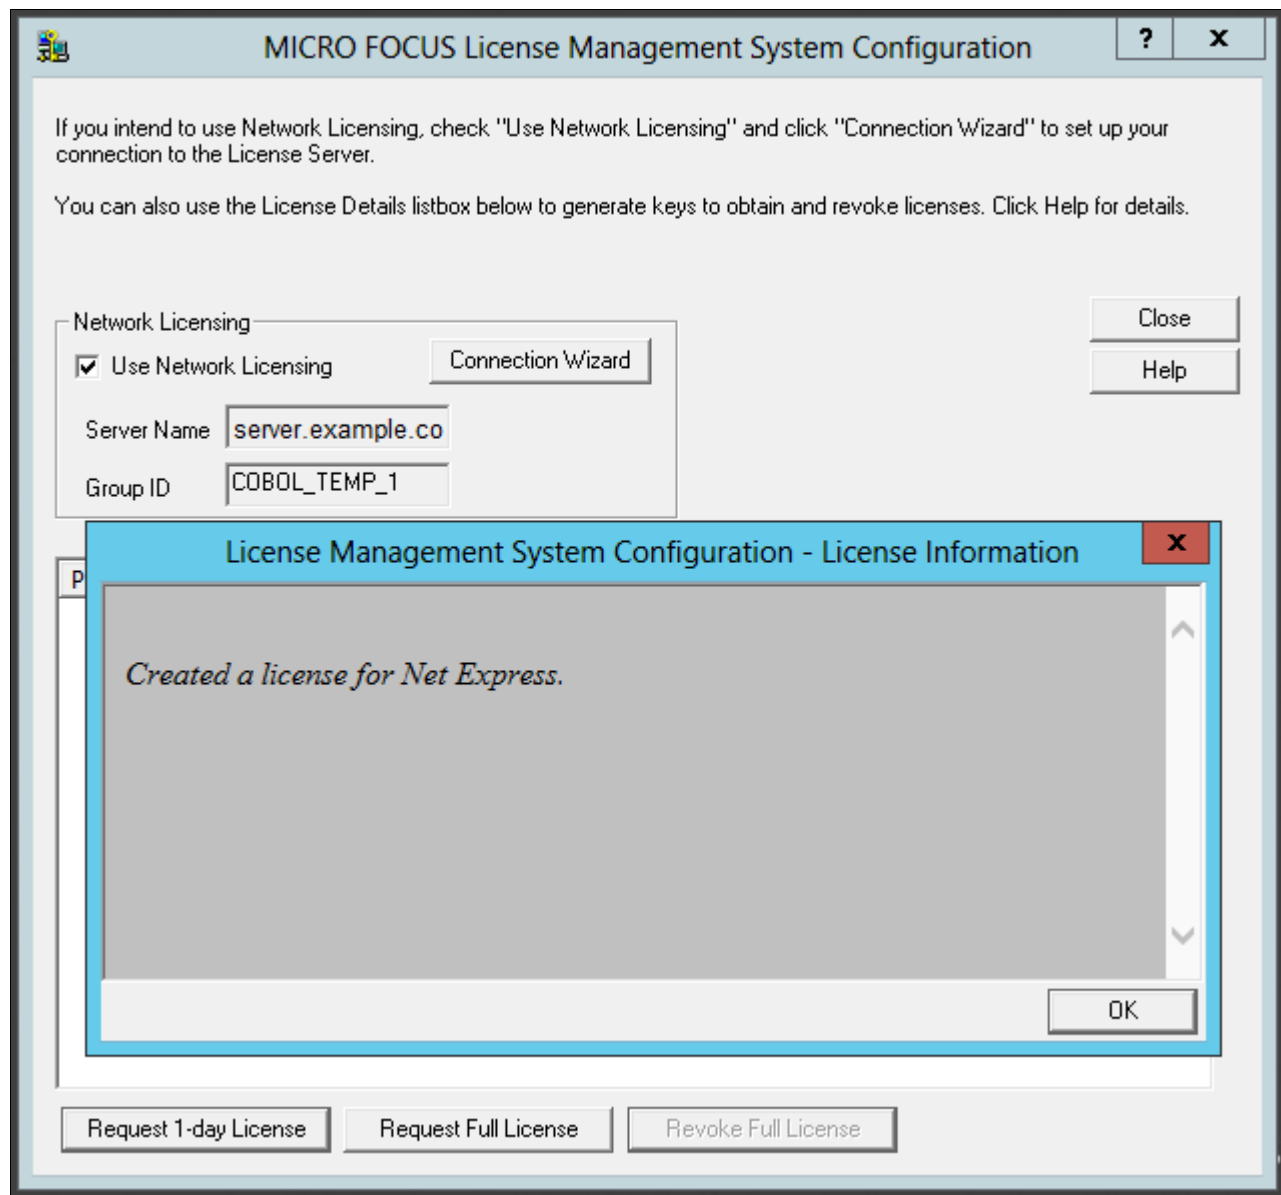 MICRO FOCUS License Management System Configuration
? x
If you intend to use Network Licensing, check "Use Network Licensing" and click "Connection Wizard" to set up your
connection to the License Server.
You can also use the License Details listbox below to generate keys to obtain and revoke licenses. Click Help for details.
Network Licensing
Close
Use Network Licensing
Connection Wizard
Help
Server Name server.example.co
Group ID COBOL_TEMP_1
License Management System Configuration - License Information
x
P
Created a license for Net Express.
OK
Request 1-day License
Request Full License
Revoke Full License